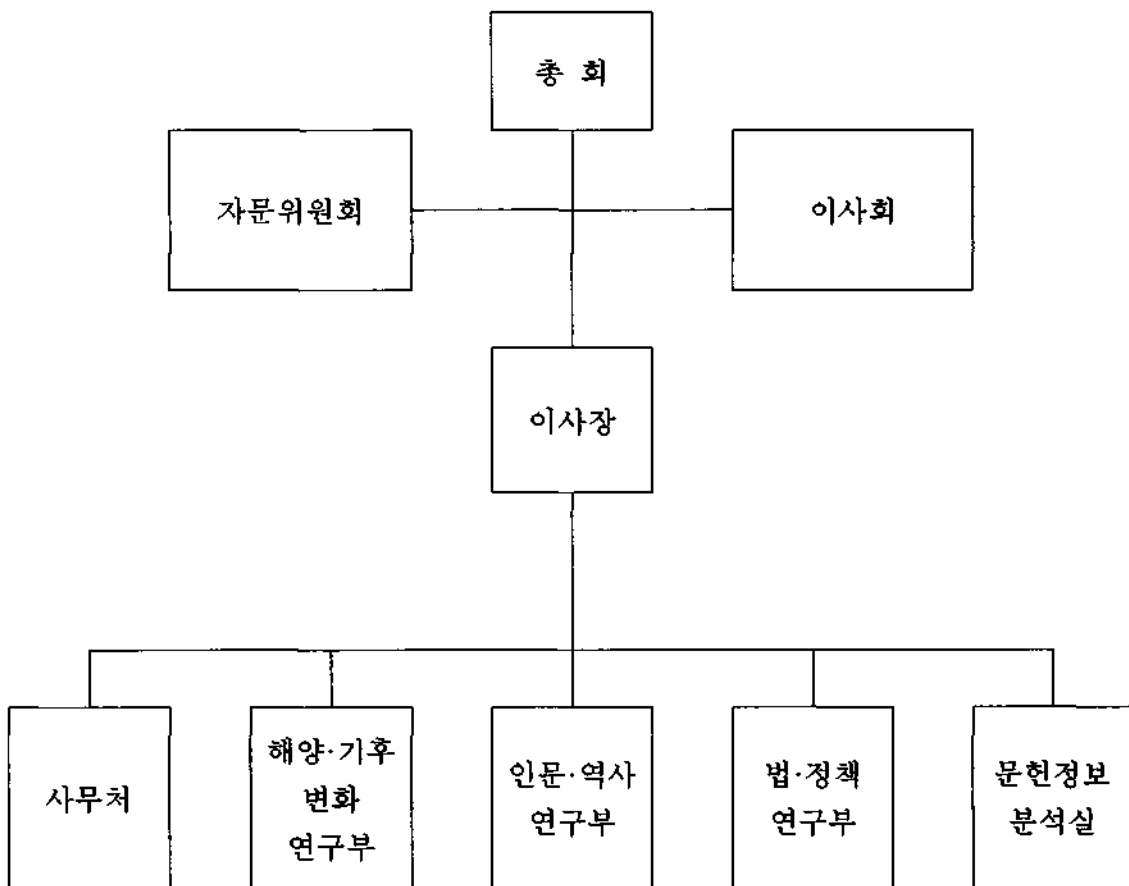 총 회
자문위원회
이사회
이사장
사무처
해양·기후
변화
연구부
인문·역사
연구부
법·정책
연구부
문헌정보
분석실